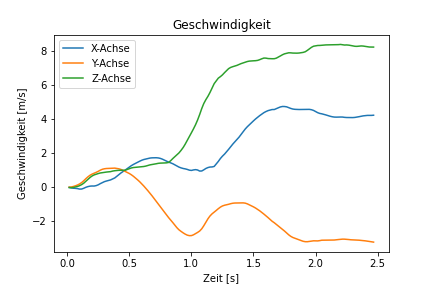 Geschwindigkeit
X-Achse
Y-Achse
Z-Achse
Geschwindigkeit [m/s]
8
6
4
2
0
−2
0.0 0.5 1.0 1.5 2.0 2.5
Zeit [s]